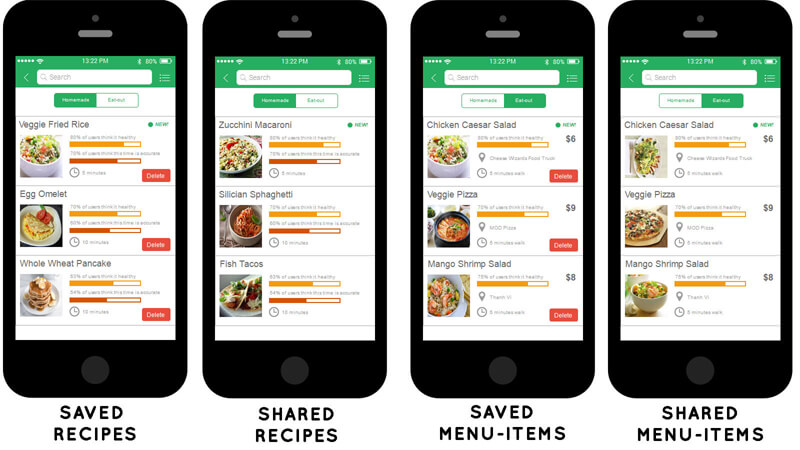 13:22 PM
80%
Search
Homemade
Eat-out
Veggie Fried Rice
NEW!
80% of users think it healthy
75% of users think this time is accurate
5 minutes
Delete
Egg Omelet
70% of users think it healthy
66% of users think this time is accurate
15 minutes
Delete
Whole Wheat Pancake
62% of users think it healthy
54% of users think this time is accurate
10 minutes
Delete
SAVED
RECIPES
13:22 PM
80%
Search
Homemade
Eat-out
Zucchini Macaroni
NEW!
80% of users think it healthy
75% of users think this time is accurate
5 minutes
Silician Sphaghetti
70% of users think it healthy
60% of users think this time is accurate
15 minutes
Fish Tacos
65% of users think it healthy
54% of users think this time is accurate
15 minutes
SHARED
RECIPES
13:22 PM
80%
Search
Homemade
Eat-out
Chicken Caesar Salad
NEW!
80% of users think it healthy
$6
Cheese Wizards Food Truck
5 minutes walk
Delete
Veggie Pizza
75% of users think it healthy
$9
MOD Pizza
5 minutes walk
Delete
Mango Shrimp Salad
75% of users think it healthy
$8
Thanh Vi
5 minutes walk
Delete
SAVED
MENU-ITEMS
13:22 PM
80%
Search
Homemade
Eat-out
Chicken Caesar Salad
NEW!
80% of users think it healthy
$6
Cheese Wizards Food Truck
5 minutes walk
Veggie Pizza
75% of users think it healthy
$9
MOD Pizza
5 minutes walk
Mango Shrimp Salad
75% of users think it healthy
$8
Thanh Vi
5 minutes walk
SHARED
MENU-ITEMS